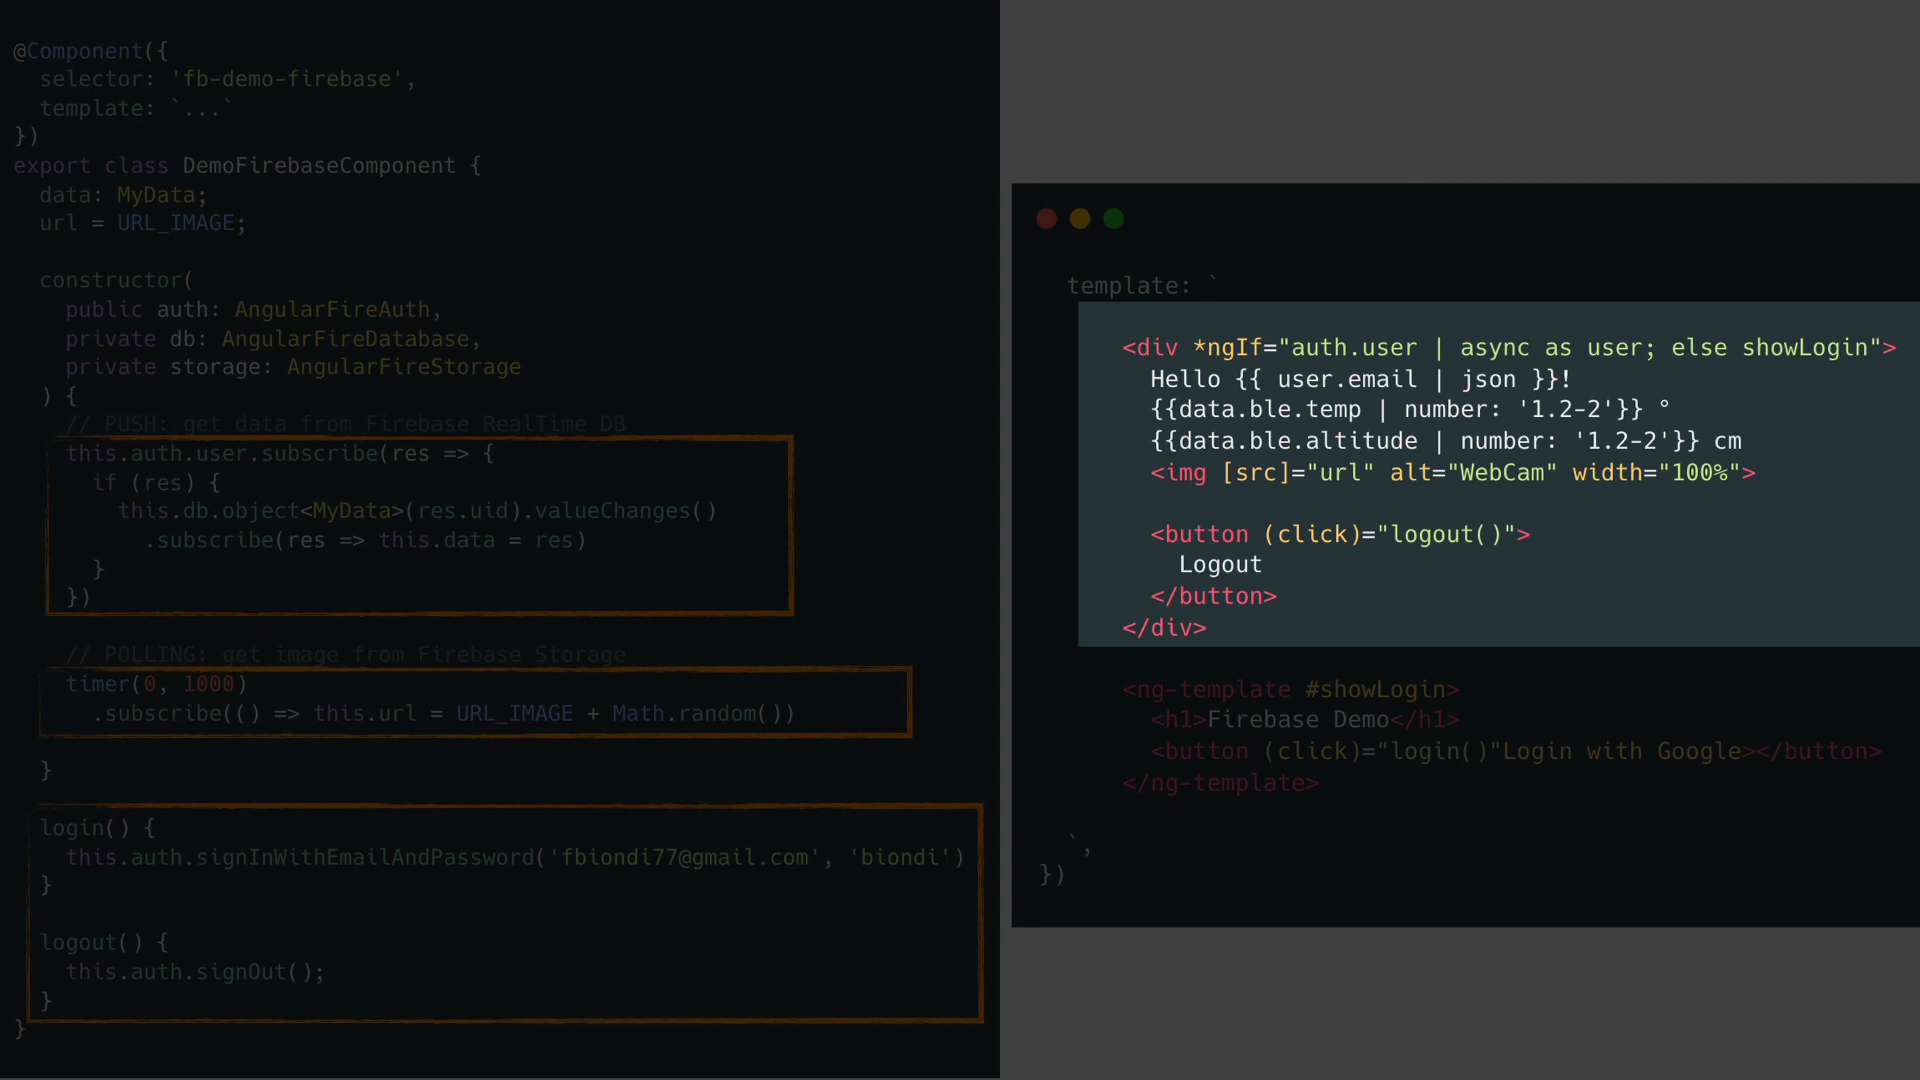 @Component({
  selector: 'fb-demo-firebase',
  template: `...`
})
export class DemoFirebaseComponent {
  data: MyData;
  url = URL_IMAGE;

  constructor(
    public auth: AngularFireAuth,
    private db: AngularFireDatabase,
    private storage: AngularFireStorage
  ) {
    // PUSH: get data from Firebase RealTime DB
    this.auth.user.subscribe(res => {
      if (res) {
        this.db.object<MyData>(res.uid).valueChanges()
          .subscribe(res => this.data = res)
      }
    })

    // POLLING: get image from Firebase Storage
    timer(0, 1000)
      .subscribe(() => this.url = URL_IMAGE + Math.random())

  }

  login() {
    this.auth.signInWithEmailAndPassword('fbiondi77@gmail.com', 'biondi')
  }

  logout() {
    this.auth.signOut();
  }
}
template: `
    <div *ngIf="auth.user | async as user; else showLogin">
      Hello {{ user.email | json }}!
      {{data.ble.temp | number: '1.2-2'}} °
      {{data.ble.altitude | number: '1.2-2'}} cm
      <img [src]="url" alt="WebCam" width="100%">

      <button (click)="logout()">
        Logout
      </button>
    </div>

    <ng-template #showLogin>
      <h1>Firebase Demo</h1>
      <button (click)="login()"Login with Google></button>
    </ng-template>

`,
})